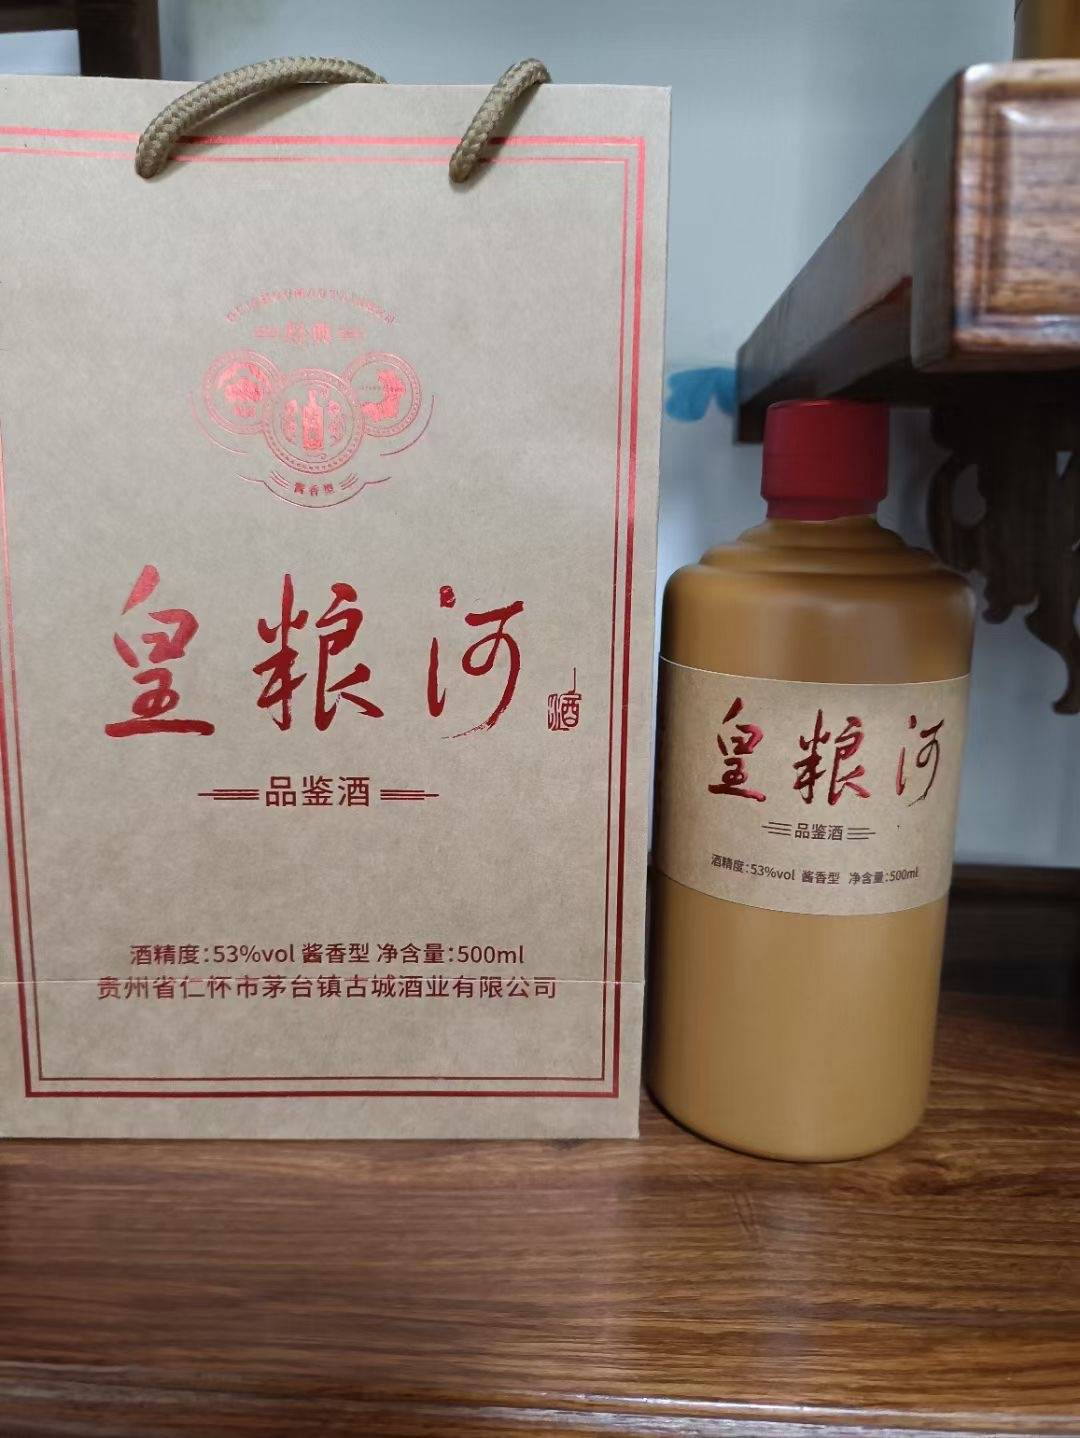 经典
酱香型
皇粮河
酒
品鉴酒
酒精度:53%vol 酱香型 净含量:500ml
贵州省仁怀市茅台镇古城酒业有限公司
皇粮河
品鉴酒
酒精度:53%vol 酱香型 净含量:500ml